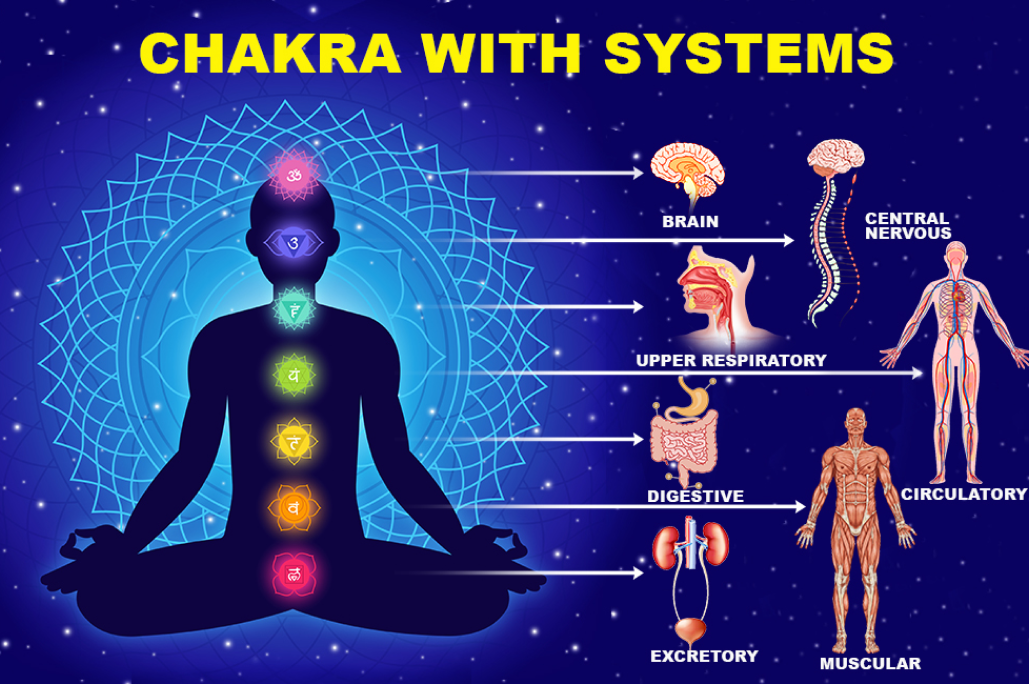 CHAKRA WITH SYSTEMS
ॐ
BRAIN
CENTRAL
NERVOUS
हं
UPPER RESPIRATORY
यं
CIRCULATORY
DIGESTIVE
वं
MUSCULAR
EXCRETORY